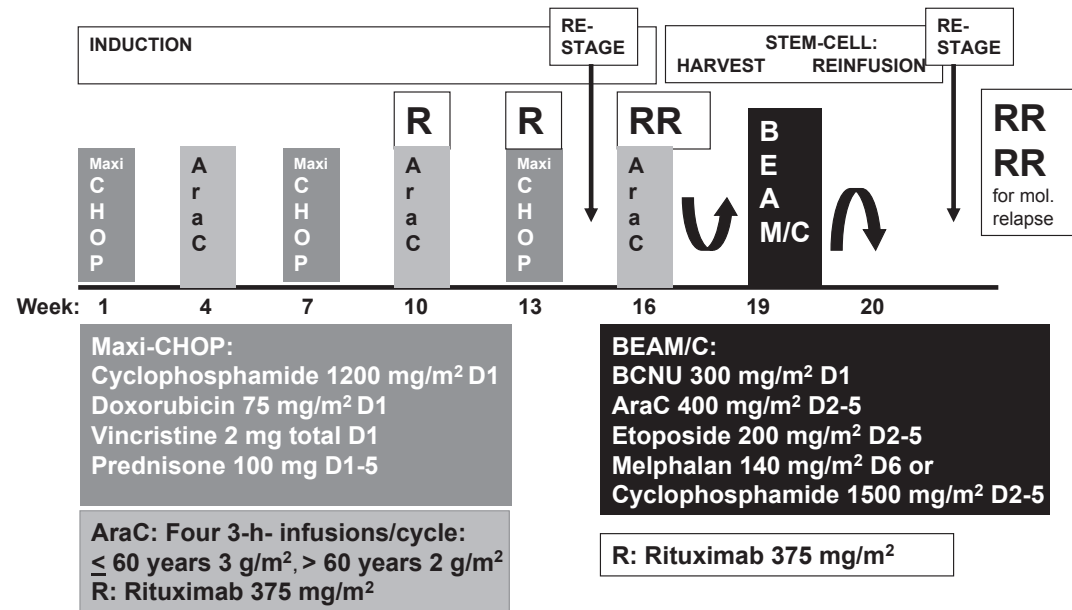 INDUCTION
RE-
STAGE
STEM-CELL:
HARVEST REINFUSION
RE-
STAGE
R
R
RR
RR
RR
for mol.
relapse
Maxi
C
H
O
P
A
r
a
C
Maxi
C
H
O
P
A
r
a
C
Maxi
C
H
O
P
A
r
a
C
B
E
A
M/C
Week: 1 4 7 10 13 16 19 20
Maxi-CHOP:
Cyclophosphamide 1200 mg/m² D1
Doxorubicin 75 mg/m² D1
Vincristine 2 mg total D1
Prednisone 100 mg D1-5
AraC: Four 3-h- infusions/cycle:
≤ 60 years 3 g/m², > 60 years 2 g/m²
R: Rituximab 375 mg/m²
BEAM/C:
BCNU 300 mg/m² D1
AraC 400 mg/m² D2-5
Etoposide 200 mg/m² D2-5
Melphalan 140 mg/m² D6 or
Cyclophosphamide 1500 mg/m² D2-5
R: Rituximab 375 mg/m²